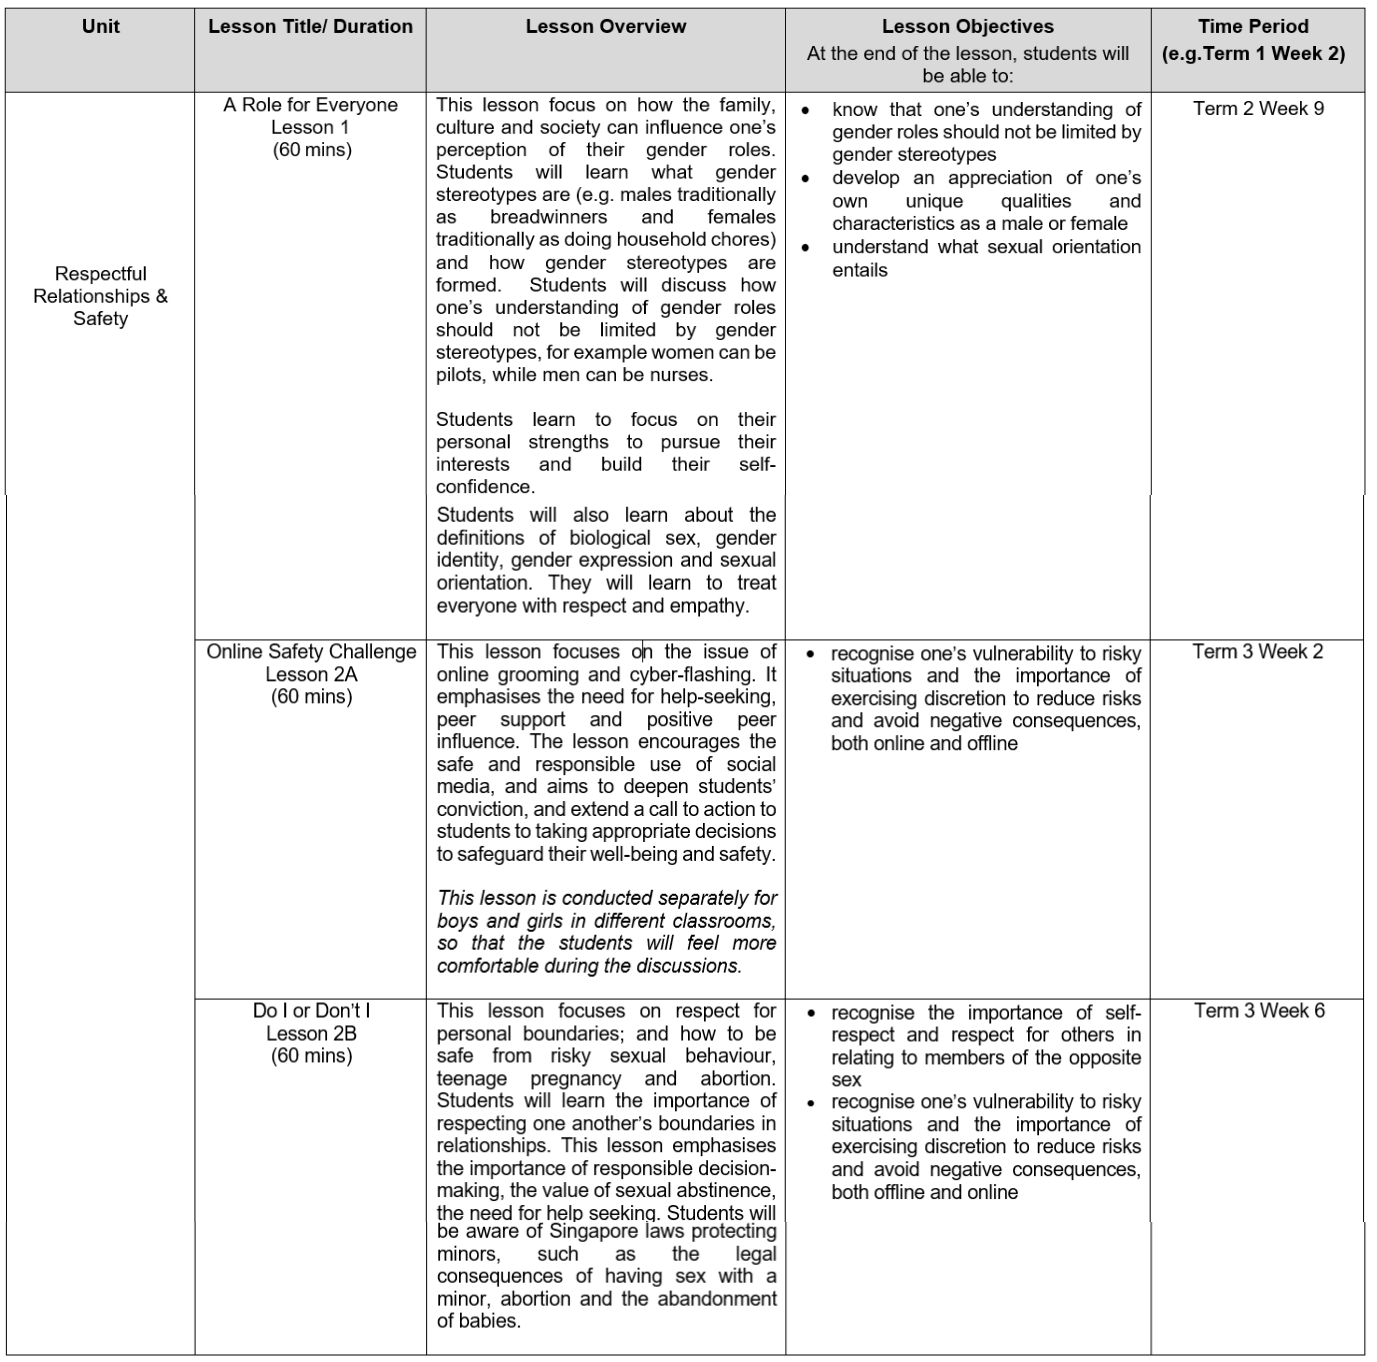 Unit
Lesson Title/ Duration
Lesson Overview
Lesson Objectives
At the end of the lesson, students will
be able to:
Time Period
(e.g.Term 1 Week 2)
Respectful
Relationships &
Safety
A Role for Everyone
Lesson 1
(60 mins)
This lesson focus on how the family,
culture and society can influence one’s
perception of their gender roles.
Students will learn what gender
stereotypes are (e.g. males traditionally
as breadwinners and females
traditionally as doing household chores)
and how gender stereotypes are
formed. Students will discuss how
one’s understanding of gender roles
should not be limited by gender
stereotypes, for example women can be
pilots, while men can be nurses.
Students learn to focus on their
personal strengths to pursue their
interests and build their self-
confidence.
Students will also learn about the
definitions of biological sex, gender
identity, gender expression and sexual
orientation. They will learn to treat
everyone with respect and empathy.
• know that one’s understanding of
gender roles should not be limited by
gender stereotypes
• develop an appreciation of one’s
own unique qualities and
characteristics as a male or female
• understand what sexual orientation
entails
Term 2 Week 9
Online Safety Challenge
Lesson 2A
(60 mins)
This lesson focuses on the issue of
online grooming and cyber-flashing. It
emphasises the need for help-seeking,
peer support and positive peer
influence. The lesson encourages the
safe and responsible use of social
media, and aims to deepen students’
conviction, and extend a call to action to
students to taking appropriate decisions
to safeguard their well-being and safety.
This lesson is conducted separately for
boys and girls in different classrooms,
so that the students will feel more
comfortable during the discussions.
• recognise one’s vulnerability to risky
situations and the importance of
exercising discretion to reduce risks
and avoid negative consequences,
both online and offline
Term 3 Week 2
Do I or Don’t I
Lesson 2B
(60 mins)
This lesson focuses on respect for
personal boundaries; and how to be
safe from risky sexual behaviour,
teenage pregnancy and abortion.
Students will learn the importance of
respecting one another’s boundaries in
relationships. This lesson emphasises
the importance of responsible decision-
making, the value of sexual abstinence,
the need for help seeking. Students will
be aware of Singapore laws protecting
minors, such as the legal
consequences of having sex with a
minor, abortion and the abandonment
of babies.
• recognise the importance of self-
respect and respect for others in
relating to members of the opposite
sex
• recognise one’s vulnerability to risky
situations and the importance of
exercising discretion to reduce risks
and avoid negative consequences,
both offline and online
Term 3 Week 6